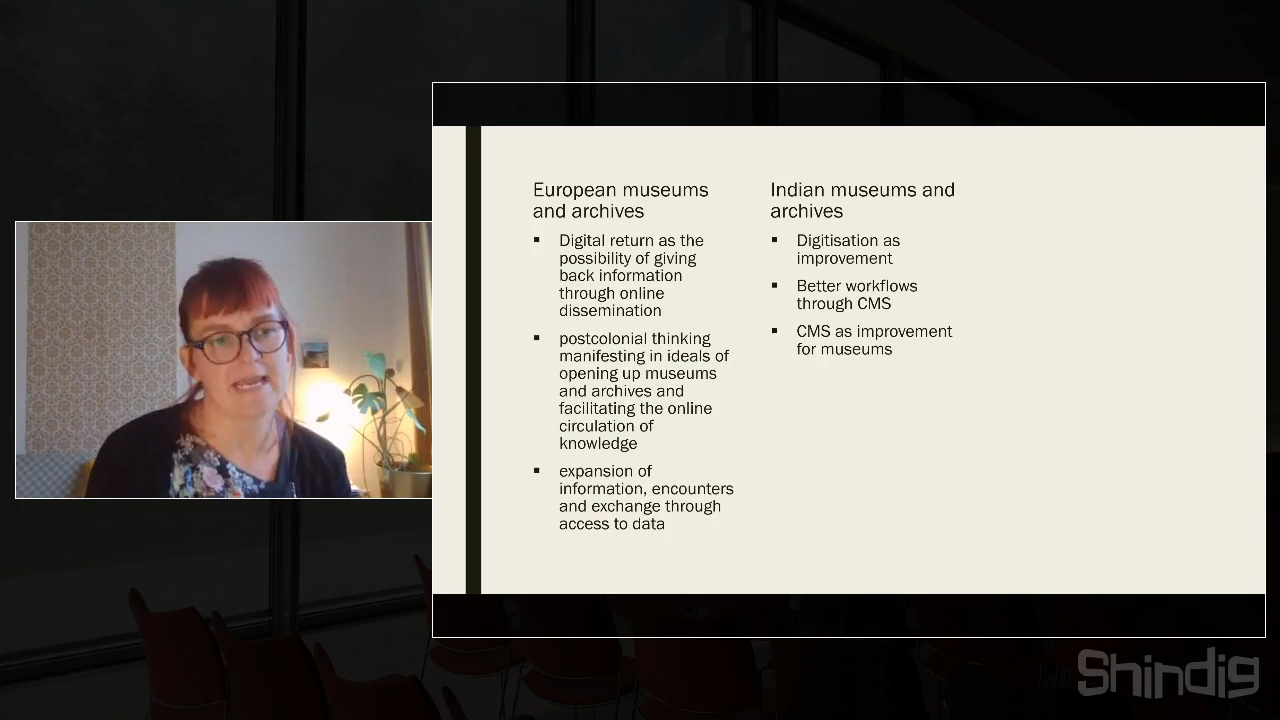 European museums
and archives
Digital return as the
possibility of giving
back information
through online
dissemination
postcolonial thinking
manifesting in ideals of
opening up museums
and archives and
facilitating the online
circulation of
knowledge
expansion of
information, encounters
and exchange through
access to data
Indian museums and
archives
Digitisation as
improvement
Better workflows
through CMS
CMS as improvement
for museums
Shindig